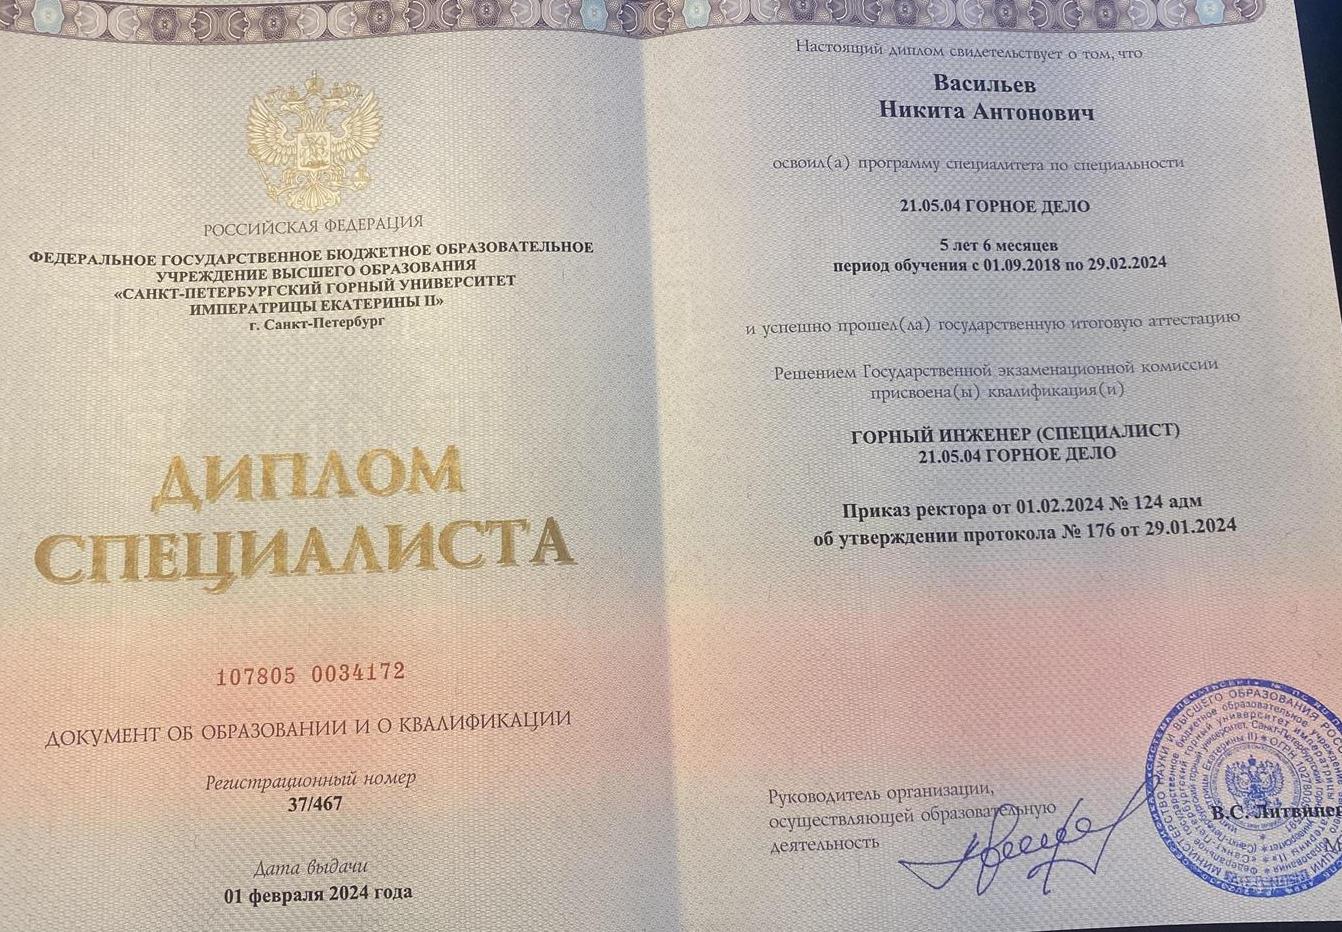 РОССИЙСКАЯ ФЕДЕРАЦИЯ
ФЕДЕРАЛЬНОЕ ГОСУДАРСТВЕННОЕ БЮДЖЕТНОЕ ОБРАЗОВАТЕЛЬНОЕ
УЧРЕЖДЕНИЕ ВЫСШЕГО ОБРАЗОВАНИЯ
«САНКТ-ПЕТЕРБУРГСКИЙ ГОРНЫЙ УНИВЕРСИТЕТ
ИМПЕРАТРИЦЫ ЕКАТЕРИНЫ II»
г. Санкт-Петербург
ДИПЛОМ
СПЕЦИАЛИСТА
107805 0034172
ДОКУМЕНТ ОБ ОБРАЗОВАНИИ И О КВАЛИФИКАЦИИ
Регистрационный номер
37/467
Дата выдачи
01 февраля 2024 года
Настоящий диплом свидетельствует о том, что
Васильев
Никита Антонович
освоил(а) программу специалитета по специальности
21.05.04 ГОРНОЕ ДЕЛО
5 лет 6 месяцев
период обучения с 01.09.2018 по 29.02.2024
и успешно прошел(ла) государственную итоговую аттестацию
Решением Государственной экзаменационной комиссии
присвоена(ы) квалификация(и)
ГОРНЫЙ ИНЖЕНЕР (СПЕЦИАЛИСТ)
21.05.04 ГОРНОЕ ДЕЛО
Приказ ректора от 01.02.2024 № 124 адм
об утверждении протокола № 176 от 29.01.2024
Руководитель организации,
осуществляющей образовательную
деятельность
В.С.